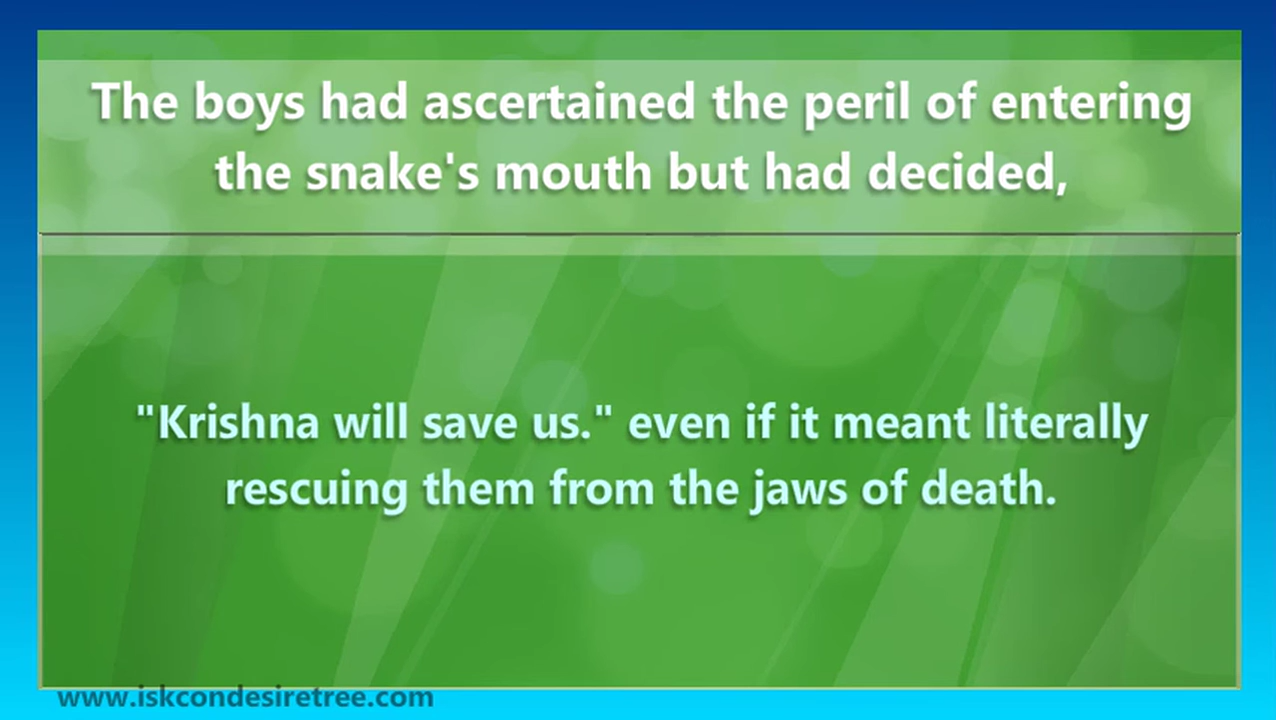 The boys had ascertained the peril of entering
the snake's mouth but had decided,
"Krishna will save us." even if it meant literally
rescuing them from the jaws of death.
www.iskcondesiretree.com